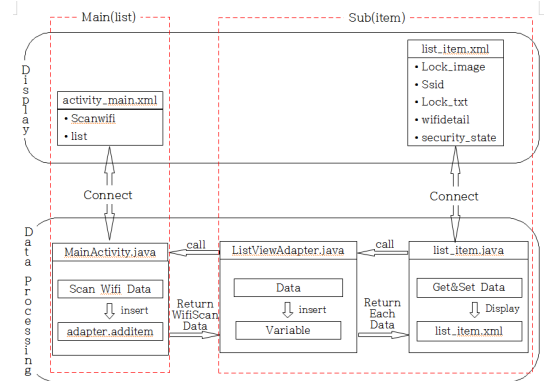 Main(list)
Sub(item)
Display
activity_main.xml
• Scanwifi
• list
list_item.xml
• Lock_image
• Ssid
• Lock_txt
• wifidetail
• security_state
Connect
Connect
Data Processing
MainActivity.java
Scan Wifi Data
insert
adapter.additem
call
Return
WifiScan
Data
ListViewAdapter.java
Data
insert
Variable
call
Return
Each
Data
list_item.java
Get&Set Data
Display
list_item.xml